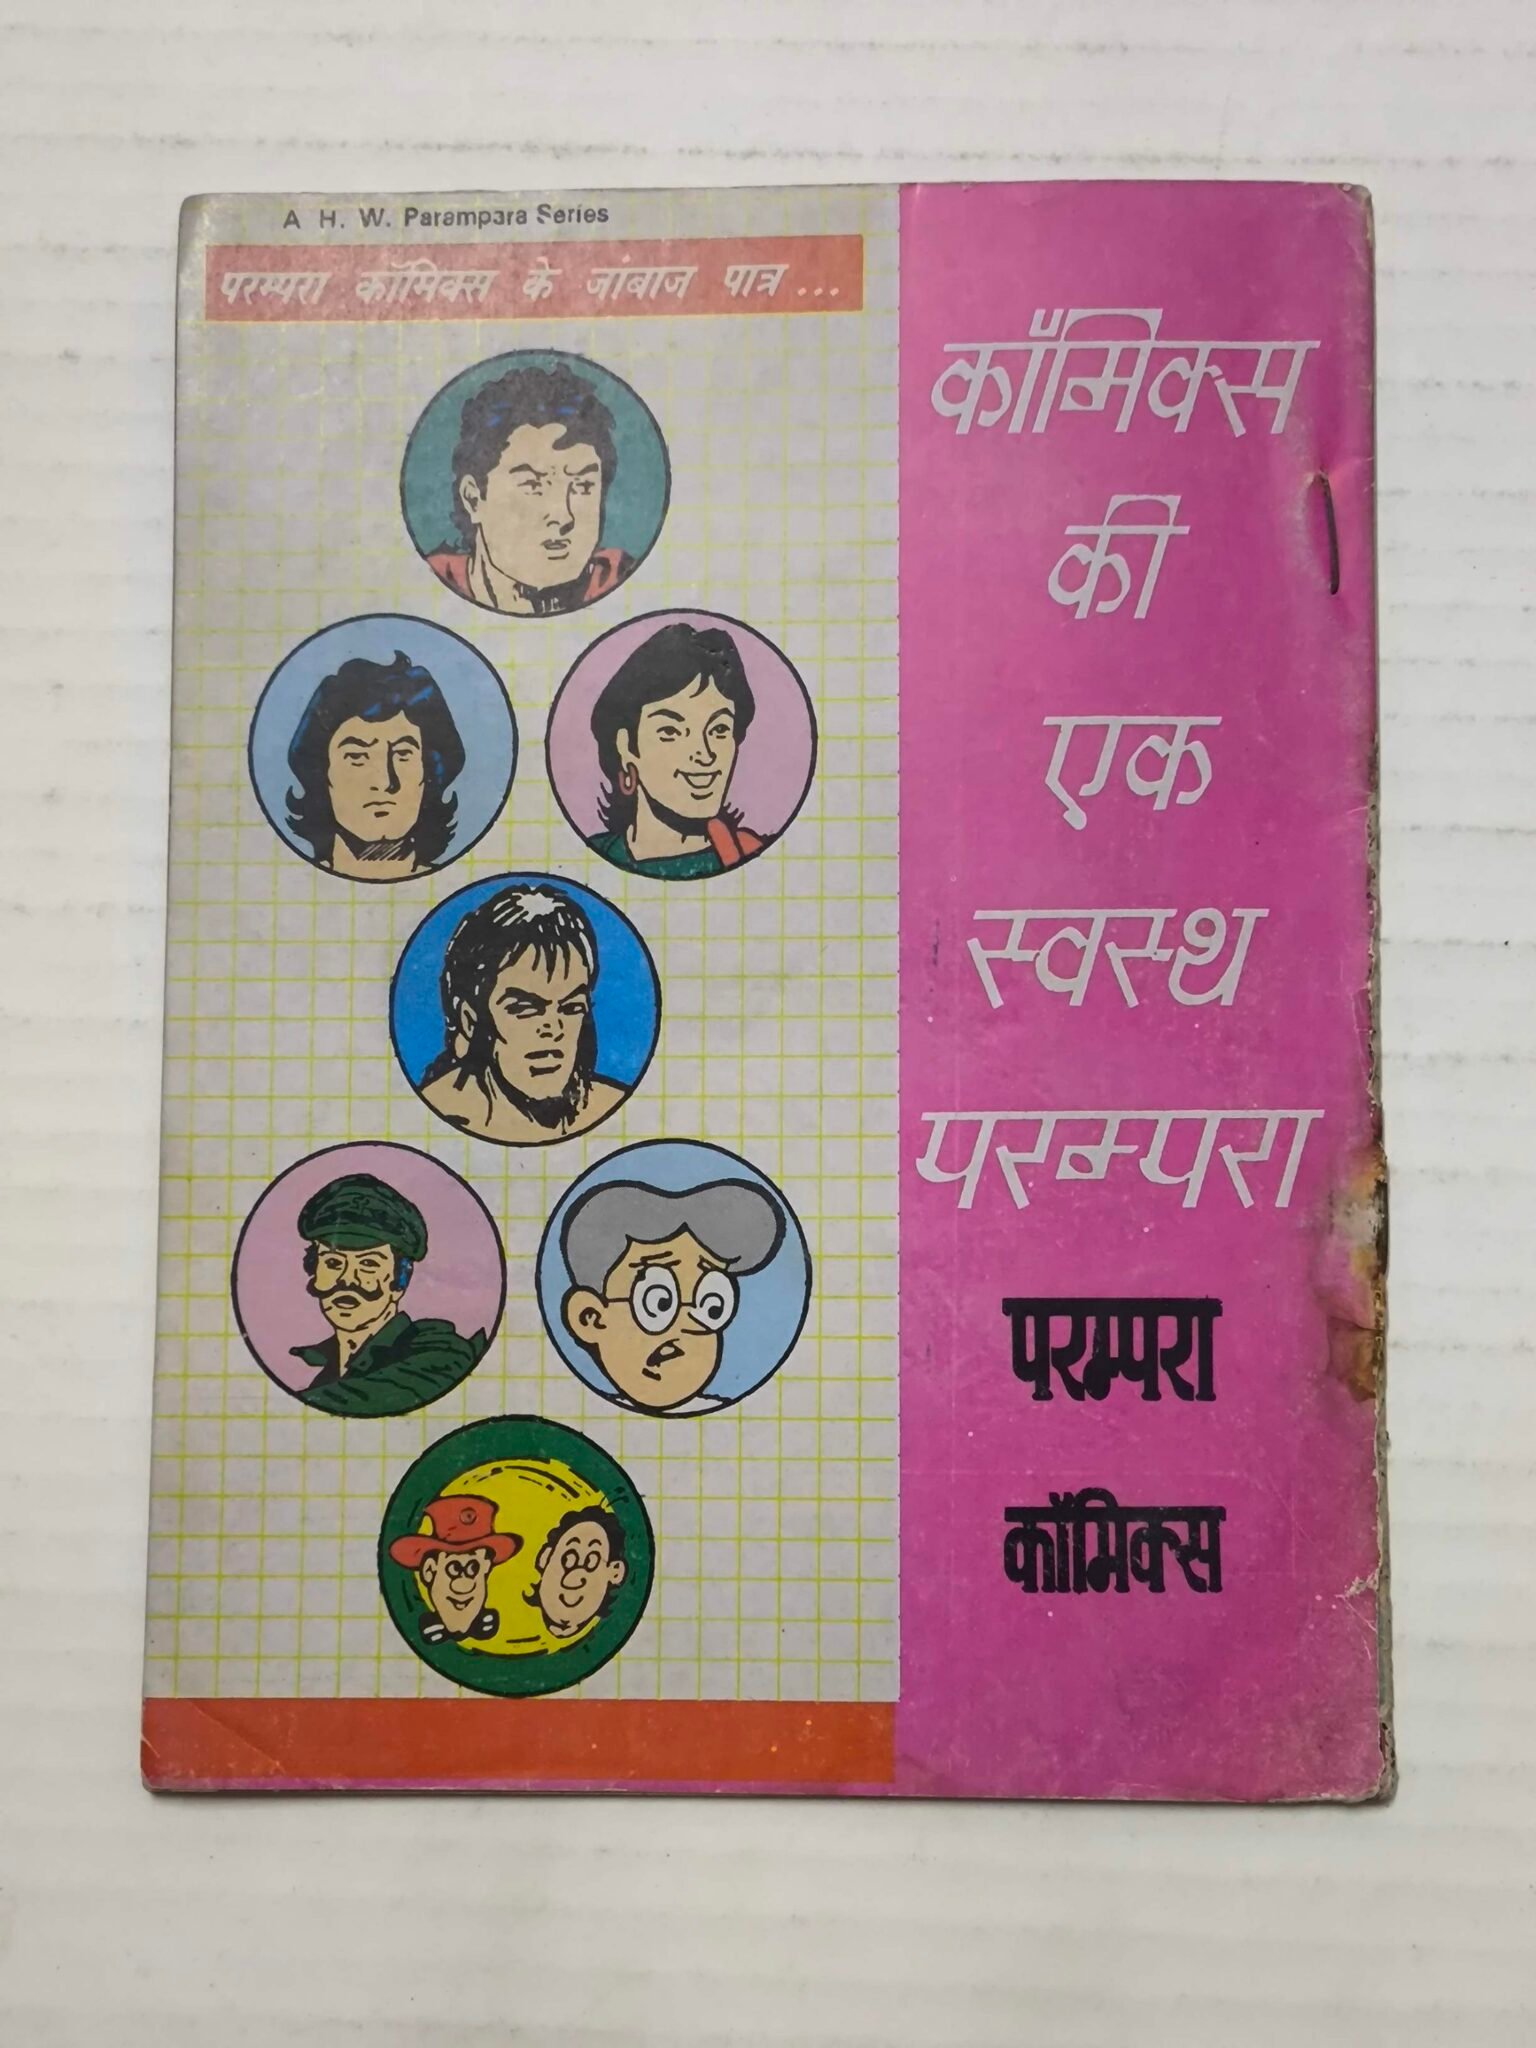 A H. W. Parampara Series
परम्परा कॉमिक्स के जांबाज पात्र ...
कॉमिक्स
की
एक
स्वस्थ
परम्परा
परम्परा
कॉमिक्स